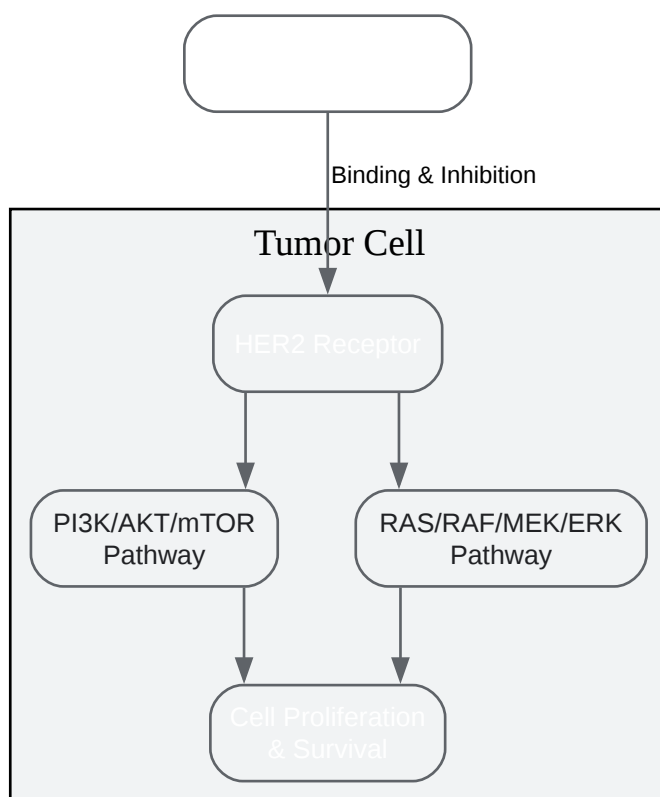 Binding & Inhibition
Tumor Cell
HER2 Receptor
PI3K/AKT/mTOR
Pathway
RAS/RAF/MEK/ERK
Pathway
Cell Proliferation
& Survival